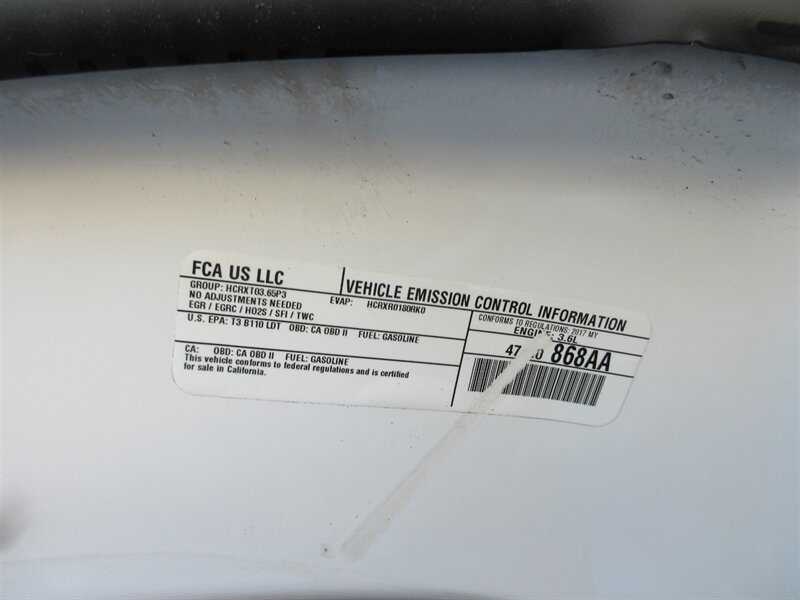 FCA US LLC
VEHICLE EMISSION CONTROL INFORMATION
GROUP: HCRXT03.65P3
EVAP: HCRXR0180RK0
NO ADJUSTMENTS NEEDED
EGR / EGRC / HO2S / SFI / TWC
CONFORMS TO REGULATIONS: 2017 MY
ENGINE: 3.6L
U.S. EPA: T3 B110 LDT OBD: CA OBD II FUEL: GASOLINE
868AA
CA: OBD: CA OBD II FUEL: GASOLINE
This vehicle conforms to federal regulations and is certified
for sale in California.